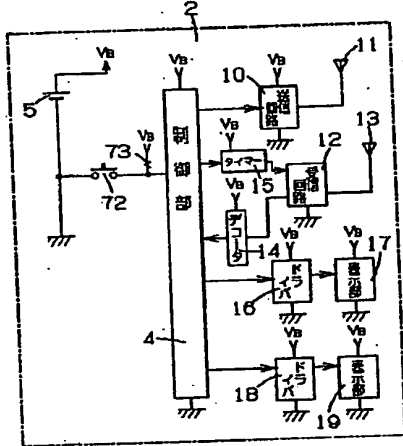 2
VB
5
VB
73
72
VB
制御部
4
VB
10
送信回路
11
VB
タイマー
15
12
受信回路
13
VB
デコーダ
14
VB
ドライバ
16
VB
表示部
17
VB
ドライバ
18
VB
表示部
19